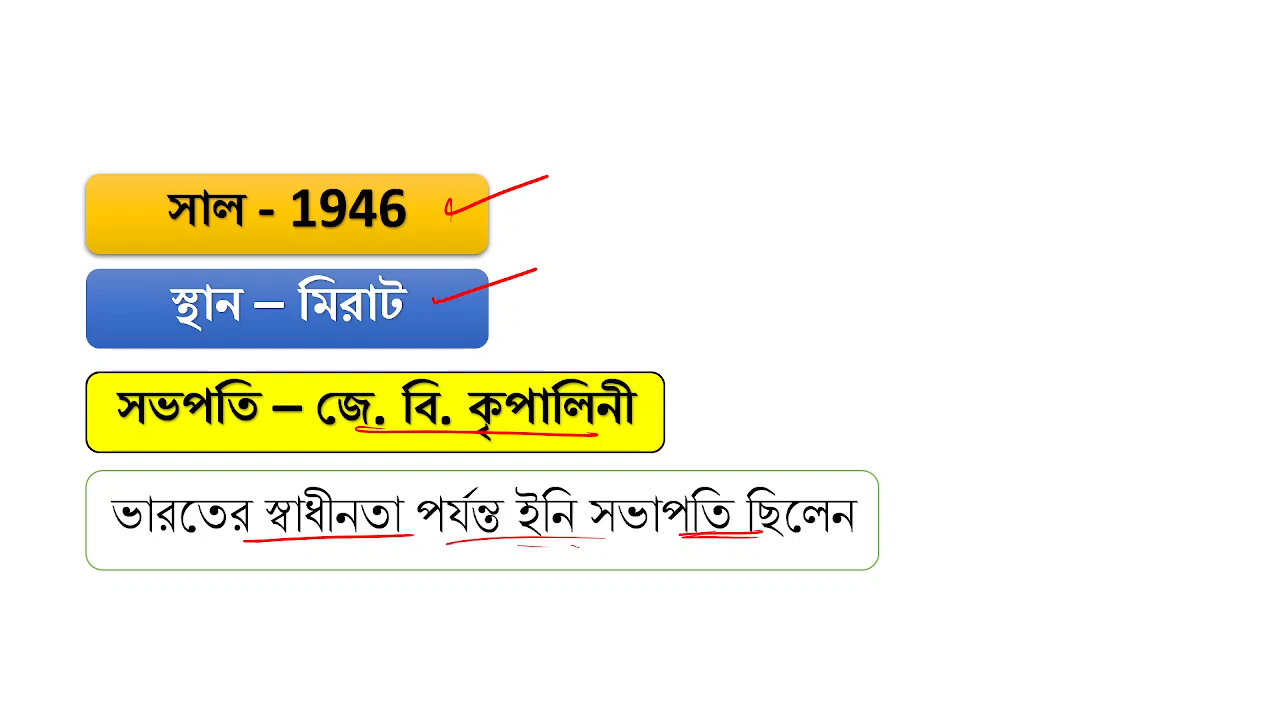 সাল - 1946
স্থান – মিরাট
সভপতি – জে. বি. কৃপালিনী
ভারতের স্বাধীনতা পর্যন্ত ইনি সভাপতি ছিলেন